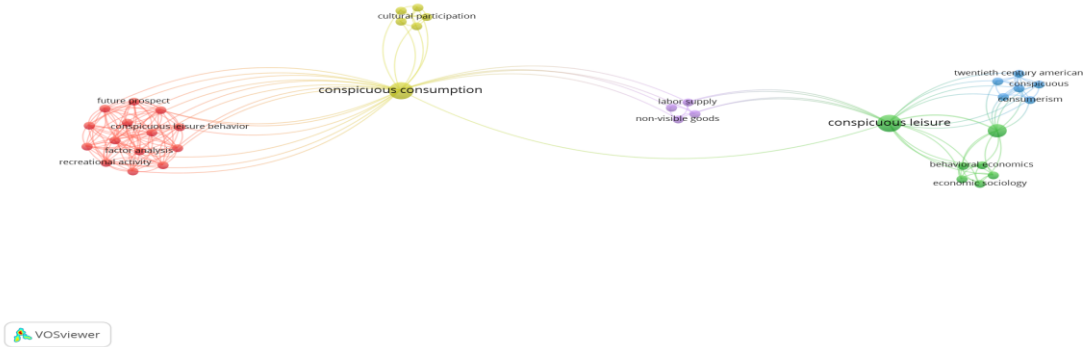 cultural participation
conspicuous consumption
twentieth century american
conspicuous
consumerism
future prospect
labor supply
non-visible goods
conspicuous leisure
conspicuous leisure behavior
factor analysis
recreational activity
behavioral economics
economic sociology
VOSviewer